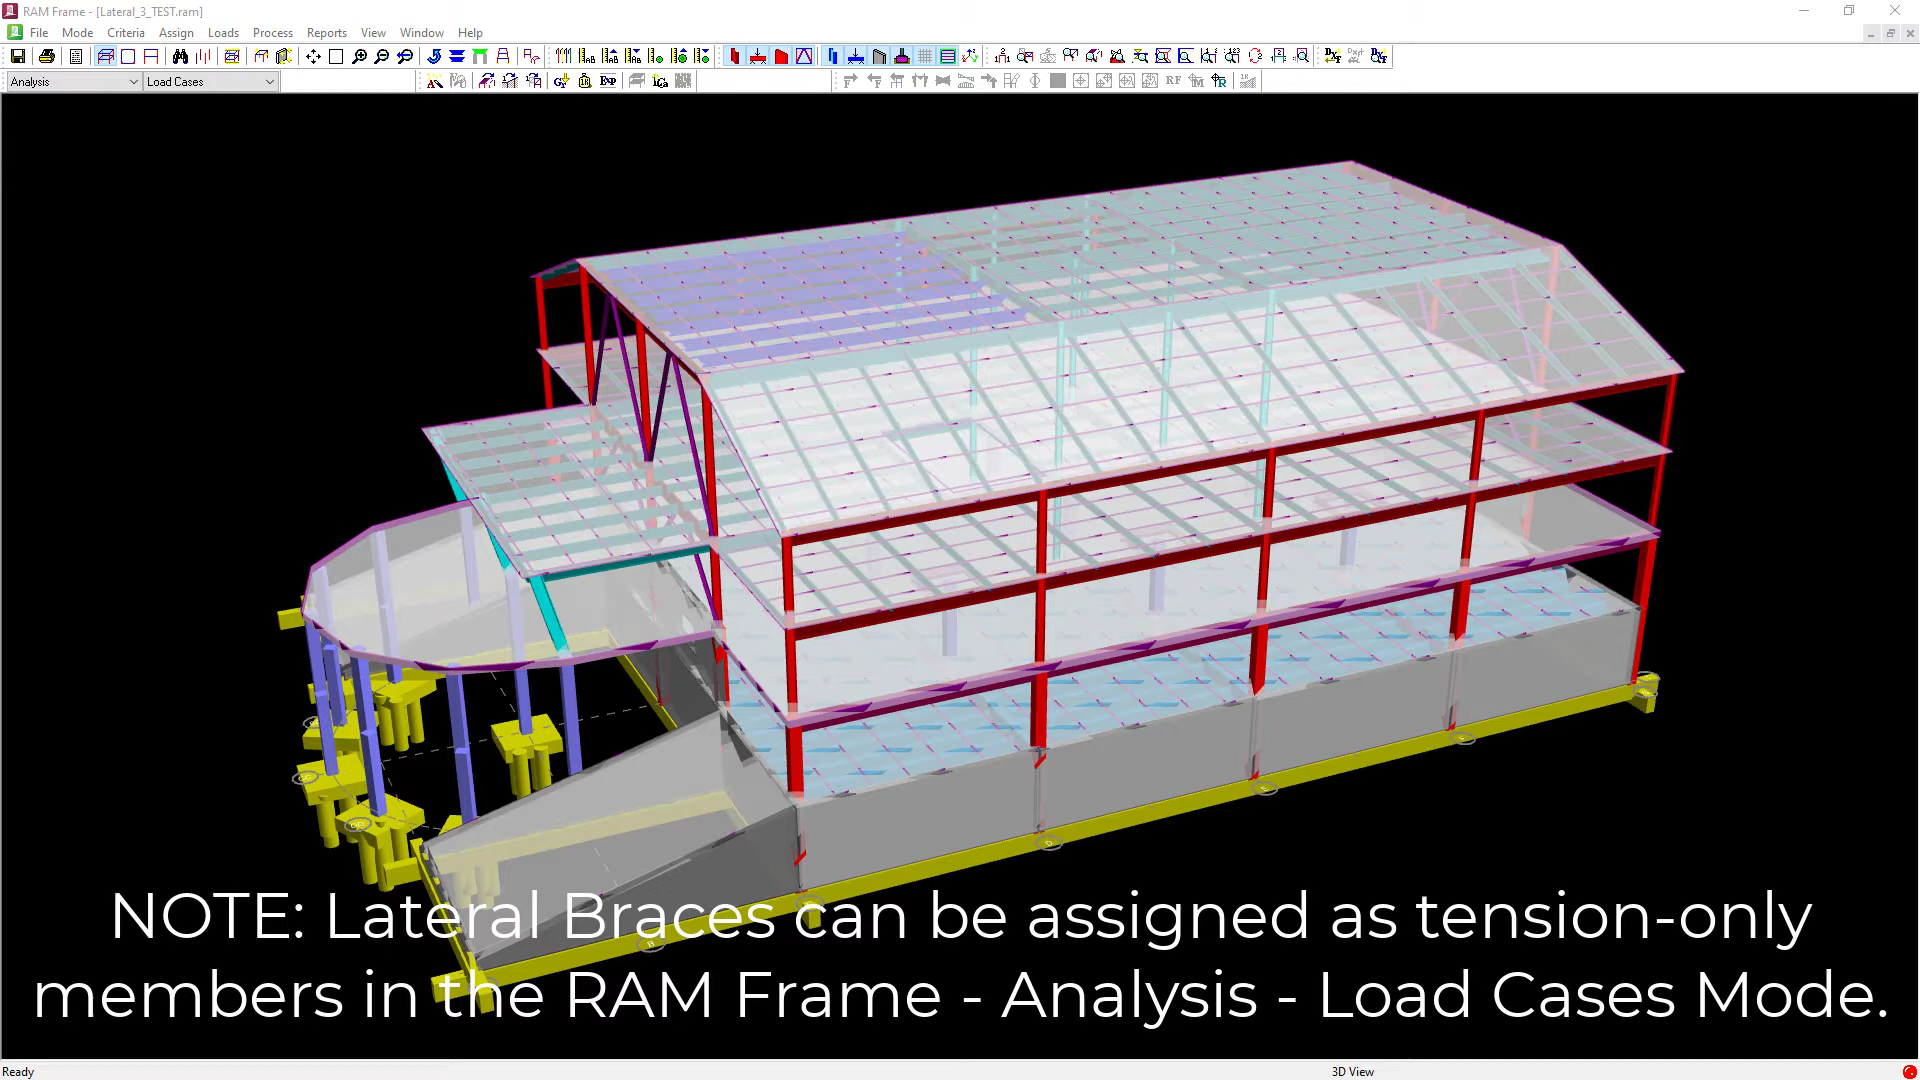 RAM Frame - [Lateral_3_TEST.ram]
File Mode Criteria Assign Loads Process Reports View Window Help
Analysis Load Cases
NOTE: Lateral Braces can be assigned as tension-only
members in the RAM Frame - Analysis - Load Cases Mode.
Ready 3D View